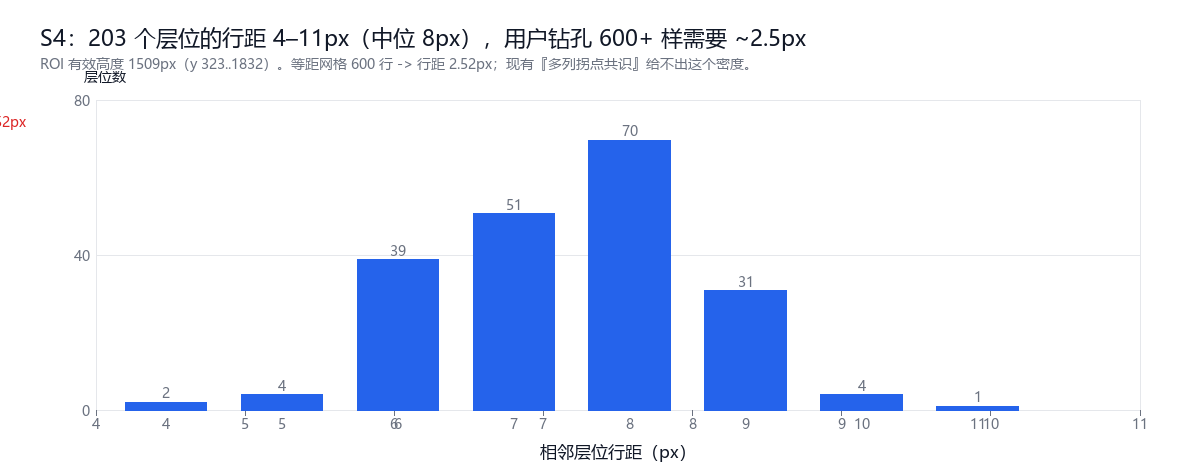 S4：203 个层位的行距 4–11px（中位 8px），用户钻孔 600+ 样需要 ~2.5px
ROI 有效高度 1509px（y 323..1832）。等距网格 600 行 -> 行距 2.52px；现有『多列拐点共识』给不出这个密度。
层位数
80
52px
70
51
40
39
31
4
2
4
1
0
4 4 5 5 6 6 7 7 8 8 9 9 10 11 10 11
相邻层位行距（px）